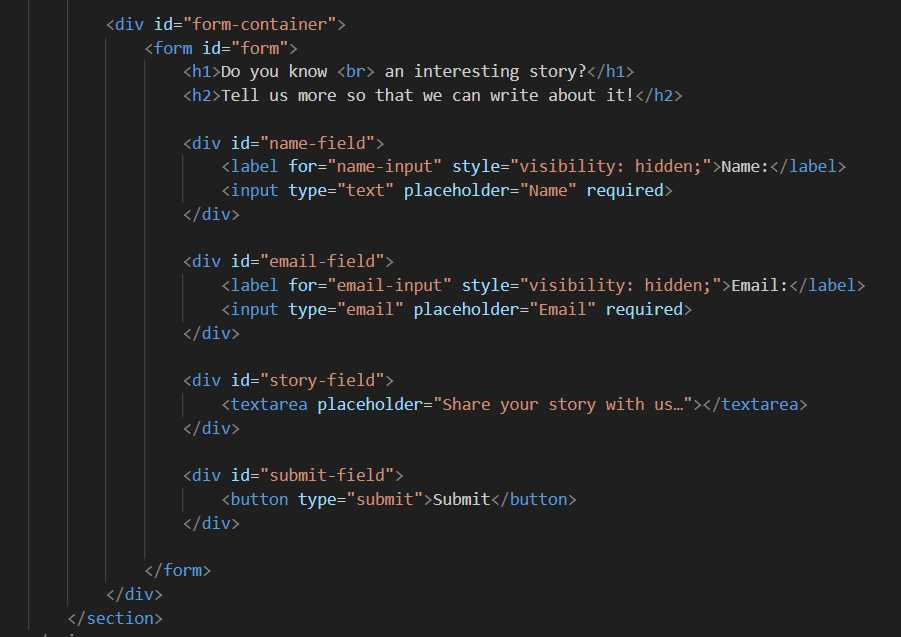 <div id="form-container">
<form id="form">
<h1>Do you know <br> an interesting story?</h1>
<h2>Tell us more so that we can write about it!</h2>
<div id="name-field">
<label for="name-input" style="visibility: hidden;">Name:</label>
<input type="text" placeholder="Name" required>
</div>
<div id="email-field">
<label for="email-input" style="visibility: hidden;">Email:</label>
<input type="email" placeholder="Email" required>
</div>
<div id="story-field">
<textarea placeholder="Share your story with us…"></textarea>
</div>
<div id="submit-field">
<button type="submit">Submit</button>
</div>
</form>
</div>
</section>